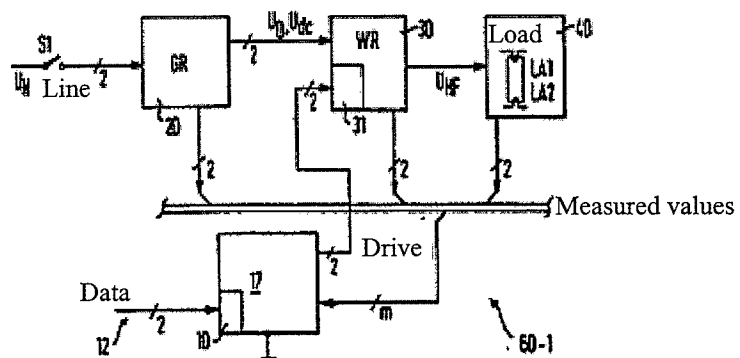 S1
U_N
Line
2
GR
20
2
U_0, U_dc
2
WR
30
31
2
U_HF
Load
40
LA1
LA2
2
2
2
Measured values
Drive
2
17
10
Data
12
2
m
60-1